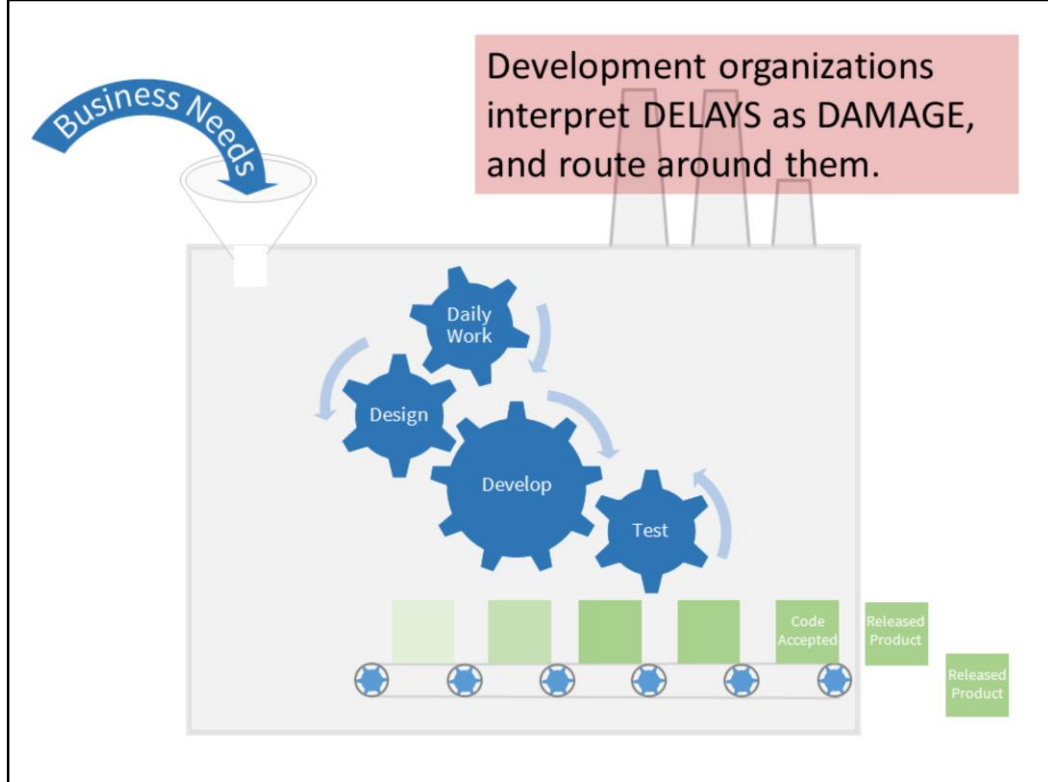 Business Needs
Development organizations
interpret DELAYS as DAMAGE,
and route around them.
Daily
Work
Design
Develop
Test
Code
Accepted
Released
Product
Released
Product